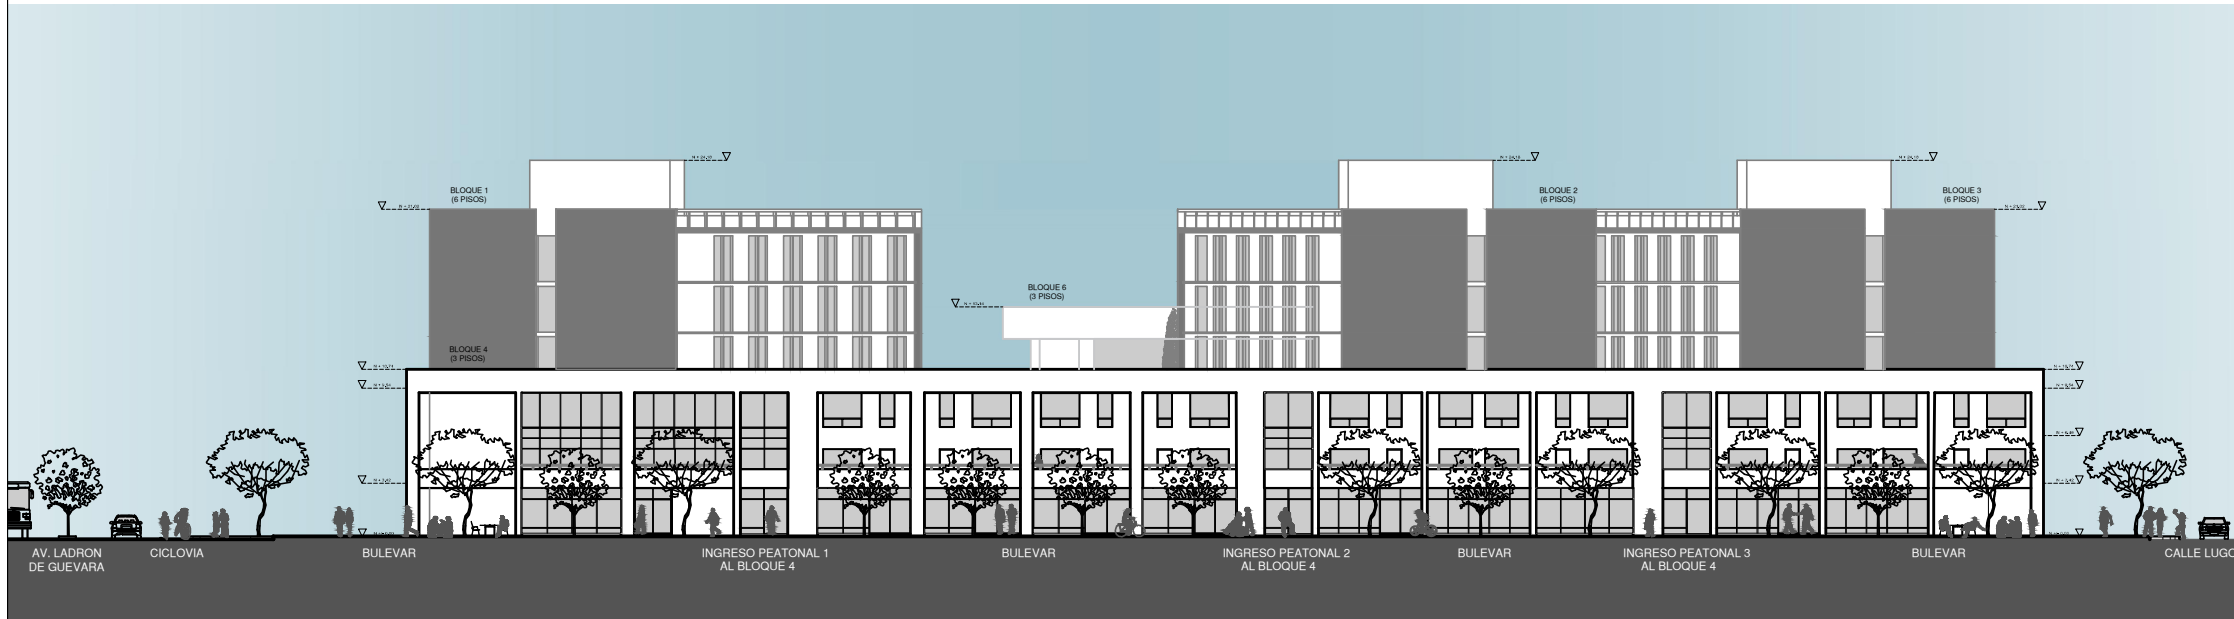 BLOQUE 1
(6 PISOS)
BLOQUE 2
(6 PISOS)
BLOQUE 3
(6 PISOS)
BLOQUE 6
(3 PISOS)
BLOQUE 4
(3 PISOS)
AV. LADRON
DE GUEVARA
CICLOVIA
BULEVAR
INGRESO PEATONAL 1
AL BLOQUE 4
BULEVAR
INGRESO PEATONAL 2
AL BLOQUE 4
BULEVAR
INGRESO PEATONAL 3
AL BLOQUE 4
BULEVAR
CALLE LUGO